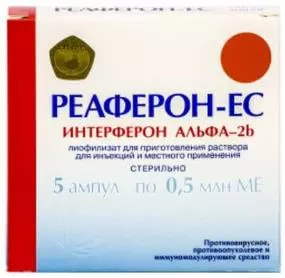 РЕАФЕРОН-ЕС
ИНТЕРФЕРОН АЛЬФА–2b
лиофилизат для приготовления раствора
для инъекций и местного применения
СТЕРИЛЬНО
5 ампул по 0,5 млн МЕ
Противовирусное,
противоопухолевое и
иммуномодулирующее средство